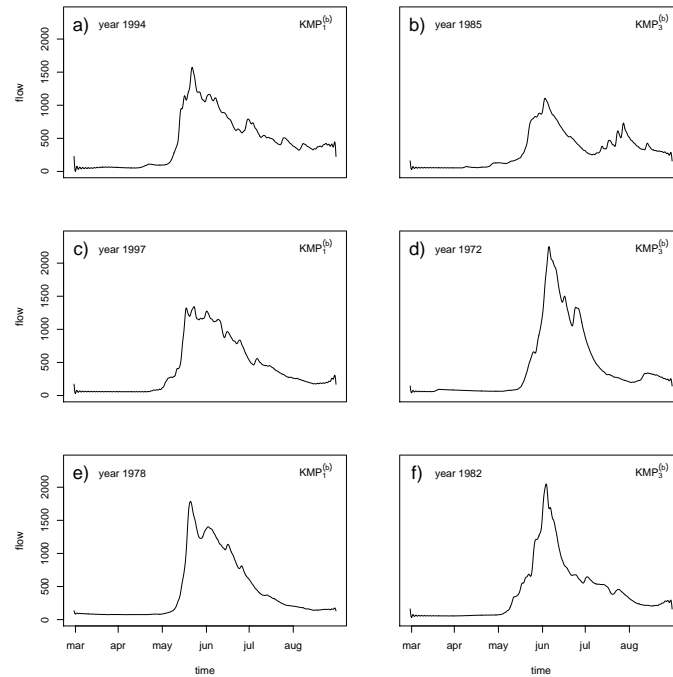 a) year 1994 KMP₁⁽ᵇ⁾
b) year 1985 KMP₃⁽ᵇ⁾
flow
0 500 1000 1500 2000
c) year 1997 KMP₁⁽ᵇ⁾
d) year 1972 KMP₃⁽ᵇ⁾
flow
0 500 1000 1500 2000
e) year 1978 KMP₁⁽ᵇ⁾
f) year 1982 KMP₃⁽ᵇ⁾
flow
0 500 1000 1500 2000
mar apr may jun jul aug
mar apr may jun jul aug
time
time